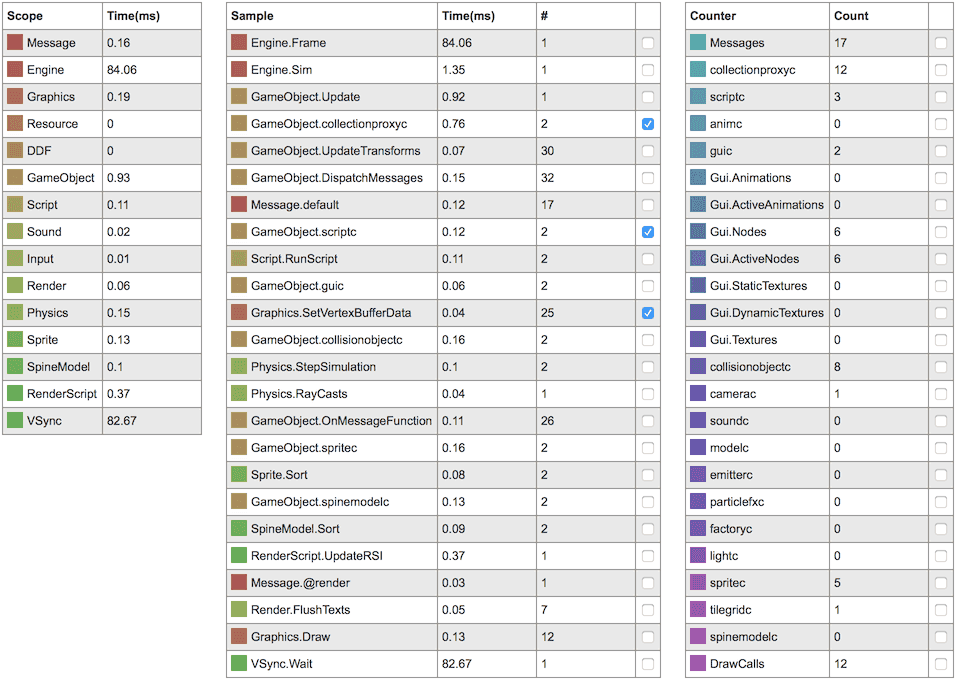 Scope Time(ms)
Message 0.16
Engine 84.06
Graphics 0.19
Resource 0
DDF 0
GameObject 0.93
Script 0.11
Sound 0.02
Input 0.01
Render 0.06
Physics 0.15
Sprite 0.13
SpineModel 0.1
RenderScript 0.37
VSync 82.67
Sample Time(ms) #
Engine.Frame 84.06 1
Engine.Sim 1.35 1
GameObject.Update 0.92 1
GameObject.collectionproxyc 0.76 2
GameObject.UpdateTransforms 0.07 30
GameObject.DispatchMessages 0.15 32
Message.default 0.12 17
GameObject.scriptc 0.12 2
Script.RunScript 0.11 2
GameObject.guic 0.06 2
Graphics.SetVertexBufferData 0.04 25
GameObject.collisionobjectc 0.16 2
Physics.StepSimulation 0.1 2
Physics.RayCasts 0.04 1
GameObject.OnMessageFunction 0.11 26
GameObject.spritec 0.16 2
Sprite.Sort 0.08 2
GameObject.spinemodelc 0.13 2
SpineModel.Sort 0.09 2
RenderScript.UpdateRSI 0.37 1
Message.@render 0.03 1
Render.FlushTexts 0.05 7
Graphics.Draw 0.13 12
VSync.Wait 82.67 1
Counter Count
Messages 17
collectionproxyc 12
scriptc 3
animc 0
guic 2
Gui.Animations 0
Gui.ActiveAnimations 0
Gui.Nodes 6
Gui.ActiveNodes 6
Gui.StaticTextures 0
Gui.DynamicTextures 0
Gui.Textures 0
collisionobjectc 8
camerac 1
soundc 0
modelc 0
emitterc 0
particlefxc 0
factoryc 0
lightc 0
spritec 5
tilegridc 1
spinemodelc 0
DrawCalls 12